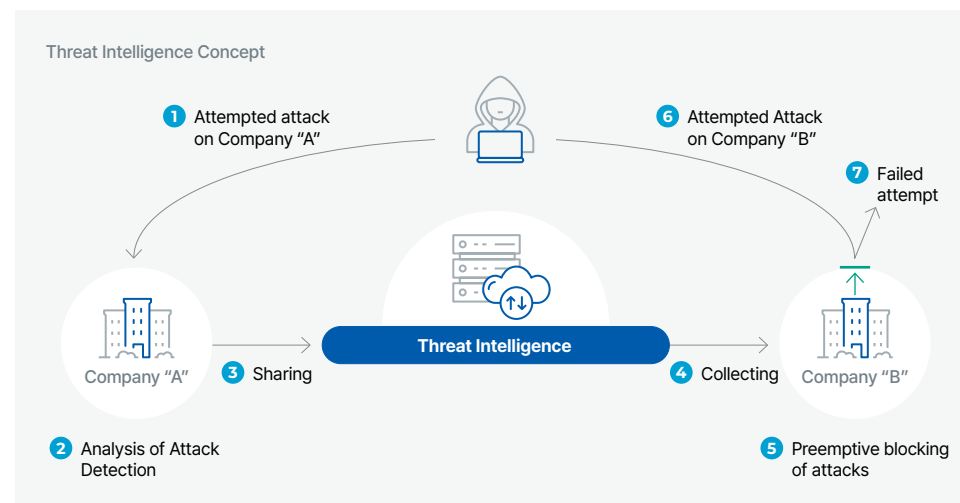 Threat Intelligence Concept
1 Attempted attack
on Company “A”
6 Attempted Attack
on Company “B”
7 Failed
attempt
Threat Intelligence
Company “A”
3 Sharing
4 Collecting
Company “B”
2 Analysis of Attack
Detection
5 Preemptive blocking
of attacks